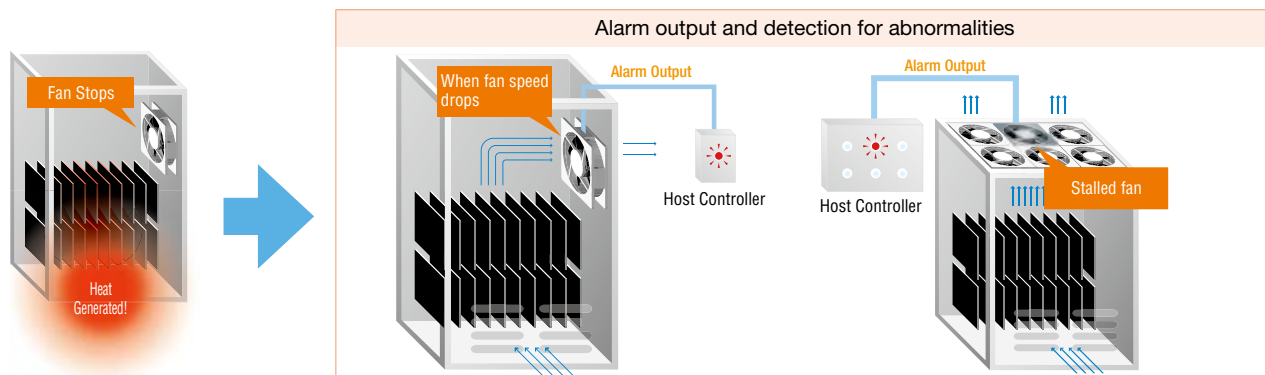 Alarm output and detection for abnormalities
Fan Stops
Heat
Generated!
When fan speed
drops
Alarm Output
Host Controller
Alarm Output
Host Controller
Stalled fan